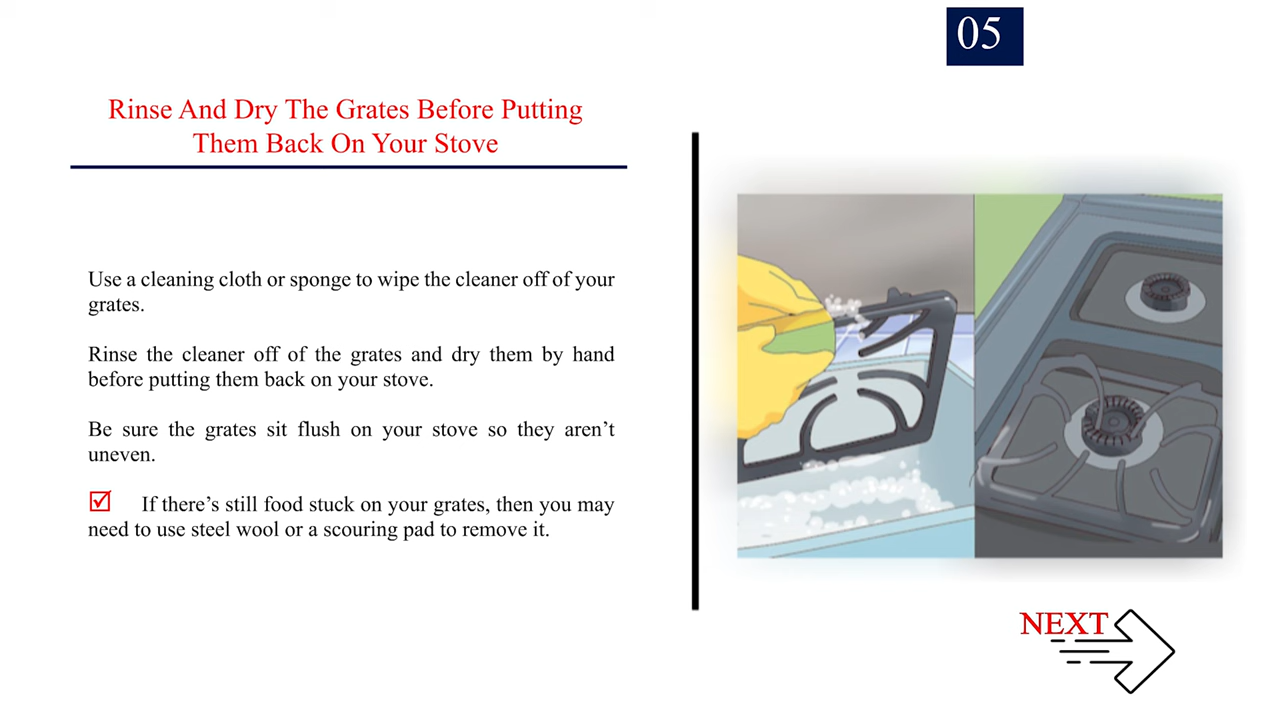 05
Rinse And Dry The Grates Before Putting
Them Back On Your Stove
Use a cleaning cloth or sponge to wipe the cleaner off of your
grates.
Rinse the cleaner off of the grates and dry them by hand
before putting them back on your stove.
Be sure the grates sit flush on your stove so they aren’t
uneven.
If there’s still food stuck on your grates, then you may
need to use steel wool or a scouring pad to remove it.
NEXT